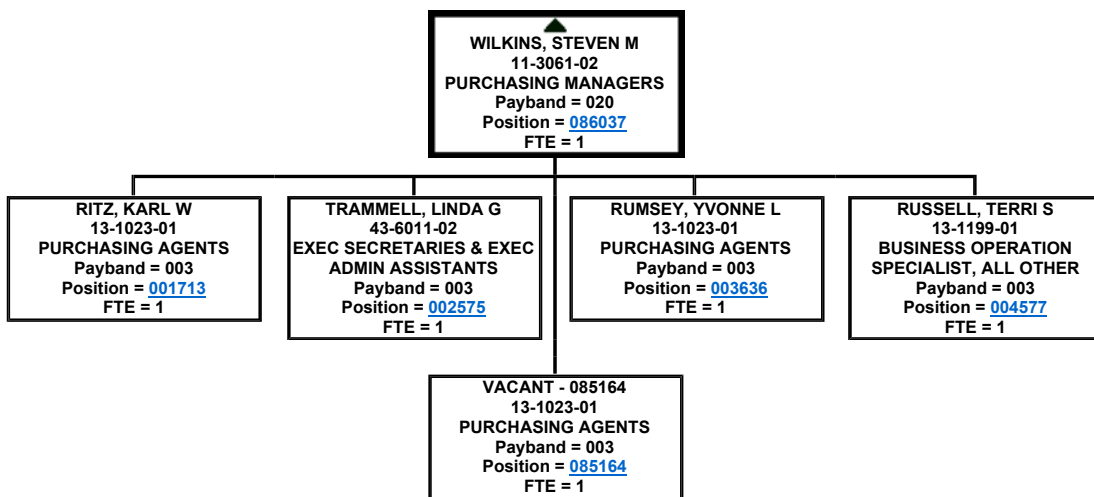 WILKINS, STEVEN M
11-3061-02
PURCHASING MANAGERS
Payband = 020
Position = 086037
FTE = 1
RITZ, KARL W
13-1023-01
PURCHASING AGENTS
Payband = 003
Position = 001713
FTE = 1
TRAMMELL, LINDA G
43-6011-02
EXEC SECRETARIES & EXEC
ADMIN ASSISTANTS
Payband = 003
Position = 002575
FTE = 1
RUMSEY, YVONNE L
13-1023-01
PURCHASING AGENTS
Payband = 003
Position = 003636
FTE = 1
RUSSELL, TERRI S
13-1199-01
BUSINESS OPERATION
SPECIALIST, ALL OTHER
Payband = 003
Position = 004577
FTE = 1
VACANT - 085164
13-1023-01
PURCHASING AGENTS
Payband = 003
Position = 085164
FTE = 1